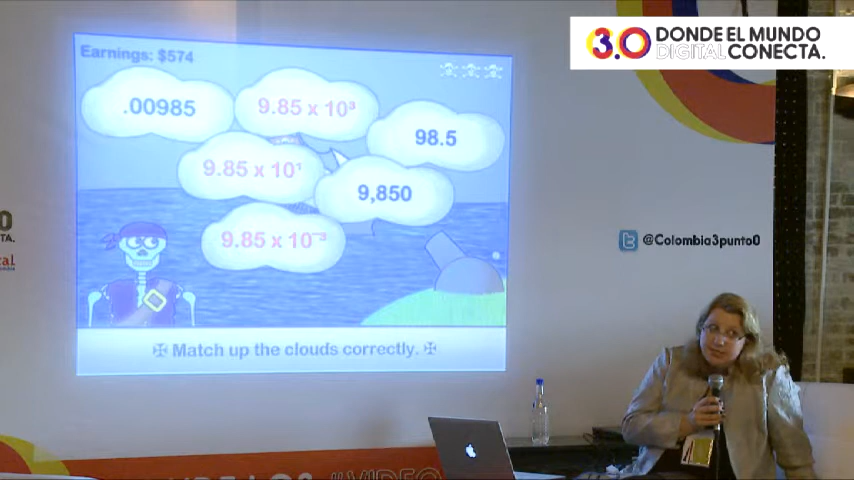 3.0 DONDE EL MUNDO
DIGITAL CONECTA.
Earnings: $574
.00985
9.85 x 10³
98.5
9.85 x 10¹
9,850
9.85 x 10⁻³
@Colombia3punto0
Match up the clouds correctly.